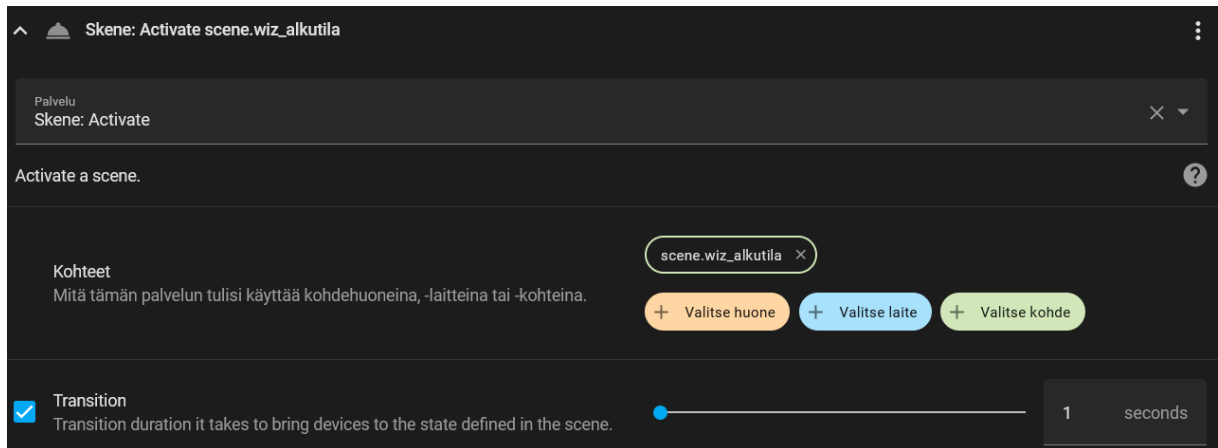 Skene: Activate scene.wiz_alkutila
Palvelu
Skene: Activate
Activate a scene.
scene.wiz_alkutila
Kohteet
Mitä tämän palvelun tulisi käyttää kohdehuoneina, -laitteina tai -kohteina.
Valitse huone Valitse laite Valitse kohde
Transition
Transition duration it takes to bring devices to the state defined in the scene.
1 seconds